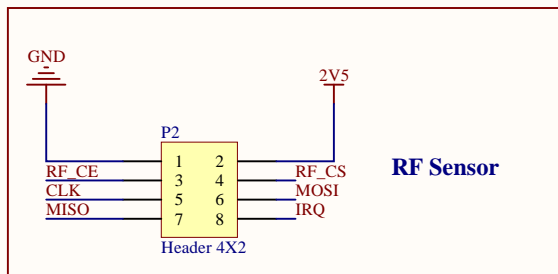 GND
2V5
P2
1 2
RF_CE 3 4 RF_CS
RF Sensor
CLK 5 6 MOSI
MISO 7 8 IRQ
Header 4X2